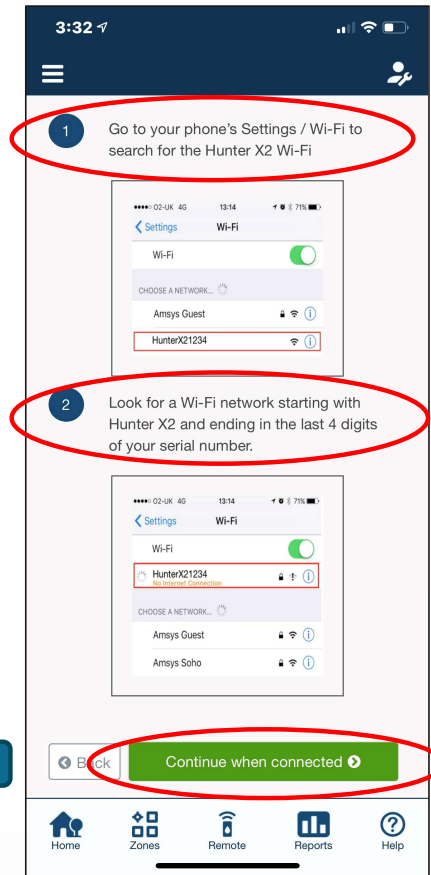 3:32
1
Go to your phone's Settings / Wi-Fi to
search for the Hunter X2 Wi-Fi
O2-UK 4G 13:14 71%
Settings Wi-Fi
Wi-Fi
CHOOSE A NETWORK...
Amsys Guest
HunterX21234
2
Look for a Wi-Fi network starting with
Hunter X2 and ending in the last 4 digits
of your serial number.
O2-UK 4G 13:14 71%
Settings Wi-Fi
Wi-Fi
HunterX21234
No Internet Connection
CHOOSE A NETWORK...
Amsys Guest
Amsys Soho
Back Continue when connected
Home Zones Remote Reports Help